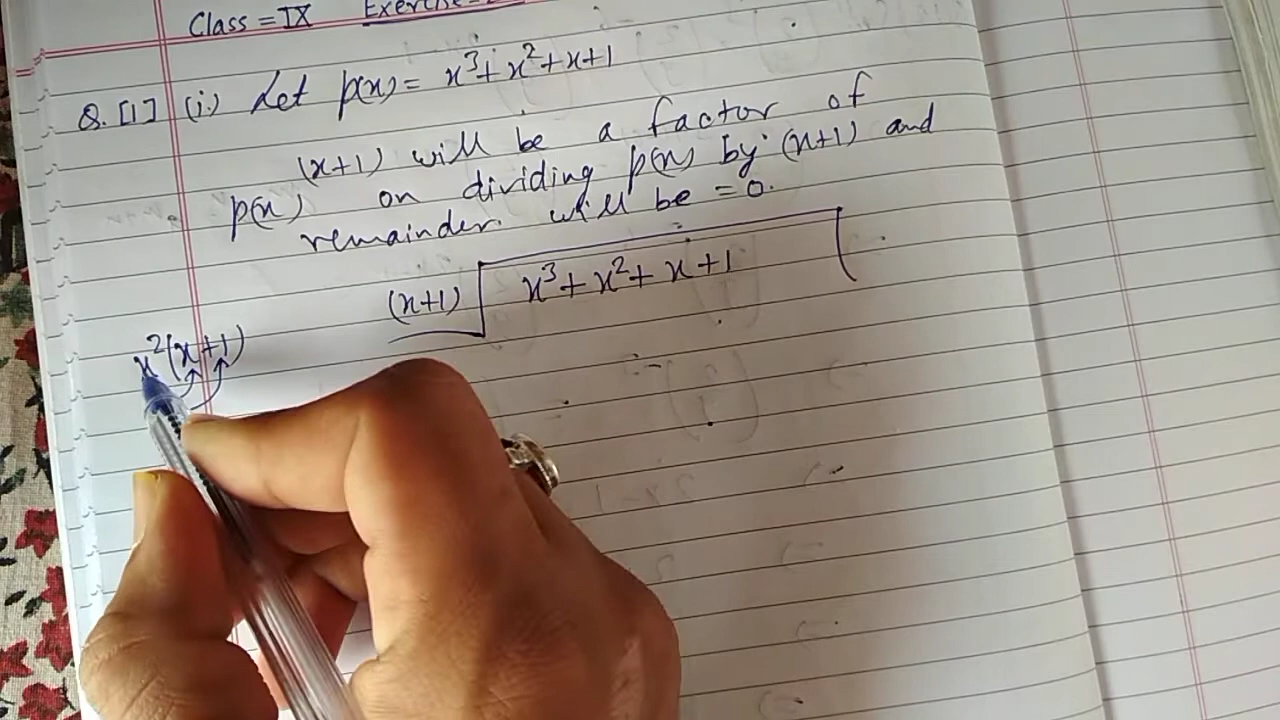 Class = IX
Q. [1] (i) Let p(x) = x³ + x² + x + 1
(x+1) will be a factor of
p(x) on dividing p(x) by (x+1) and
remainder will be = 0.
(x+1) x³ + x² + x + 1
x²(x+1)